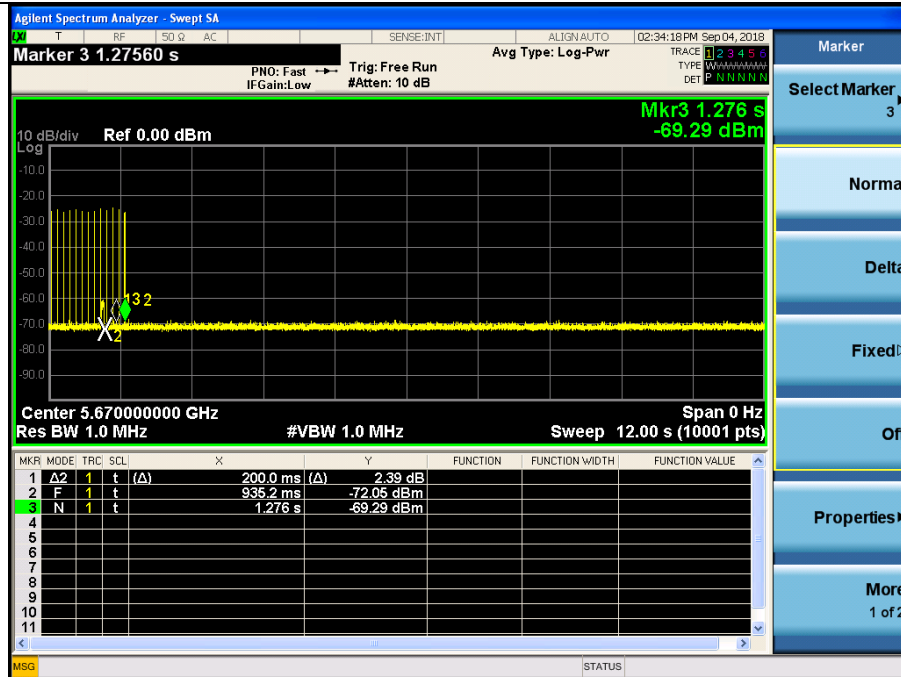 Agilent Spectrum Analyzer - Swept SA
LXI T RF 50 Ω AC SENSE:INT ALIGN AUTO 02:34:18 PM Sep 04, 2018
Marker 3 1.27560 s
PNO: Fast
IFGain:Low
Trig: Free Run
#Atten: 10 dB
Avg Type: Log-Pwr
TRACE 1 2 3 4 5 6
TYPE
DET P N N N N N
Mkr3 1.276 s
-69.29 dBm
10 dB/div Ref 0.00 dBm
Log
-10.0
-20.0
-30.0
-40.0
-50.0
-60.0
-70.0
-80.0
-90.0
132
2
Center 5.670000000 GHz Span 0 Hz
Res BW 1.0 MHz #VBW 1.0 MHz Sweep 12.00 s (10001 pts)
MKR MODE TRC SCL X Y FUNCTION FUNCTION WIDTH FUNCTION VALUE
1 Δ2 1 t (Δ) 200.0 ms (Δ) 2.39 dB
2 F 1 t 935.2 ms -72.05 dBm
3 N 1 t 1.276 s -69.29 dBm
4
5
6
7
8
9
10
11
MSG STATUS
Marker
Select Marker
3
Norma
Delta
Fixed
Of
Properties
More
1 of 2